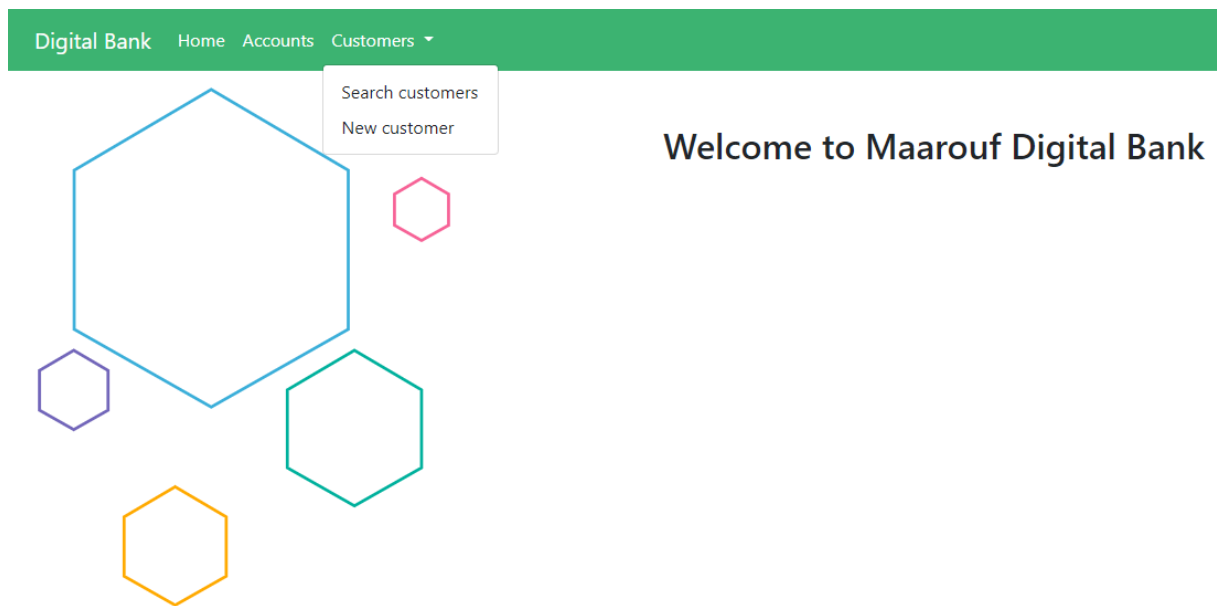 Digital Bank Home Accounts Customers
Search customers
New customer
Welcome to Maarouf Digital Bank